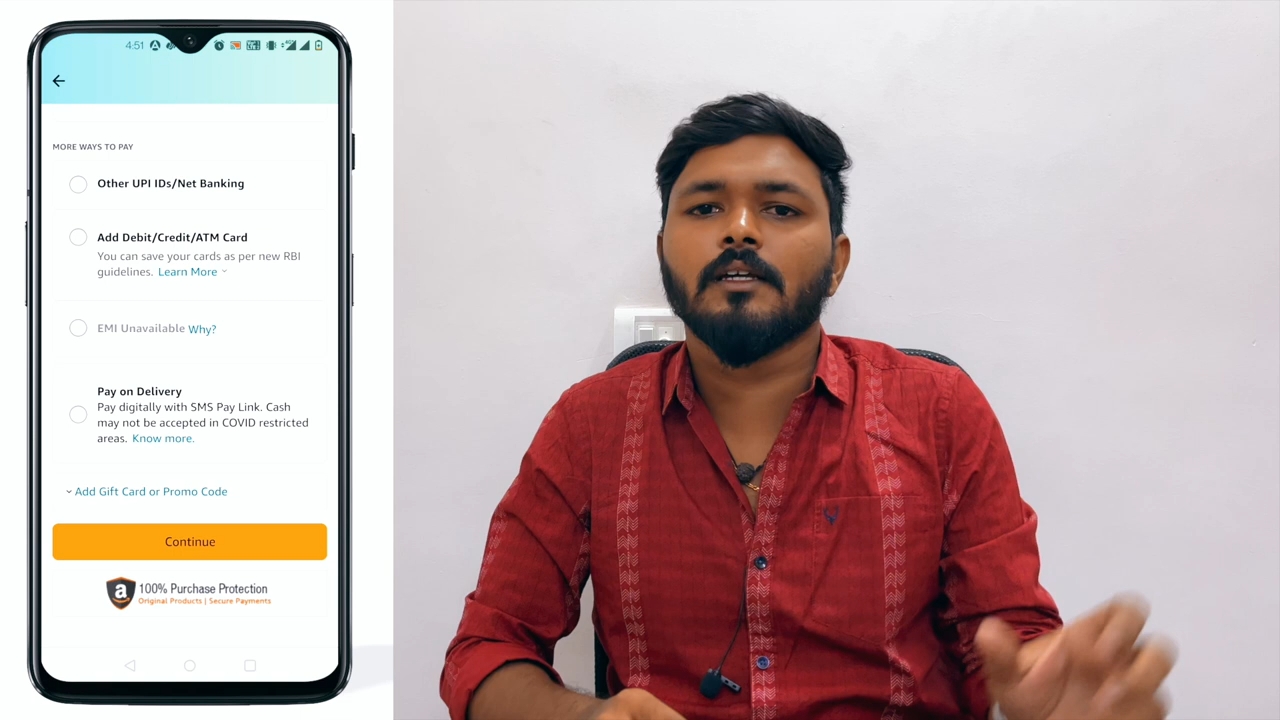 4:51
MORE WAYS TO PAY
Other UPI IDs/Net Banking
Add Debit/Credit/ATM Card
You can save your cards as per new RBI
guidelines. Learn More
EMI Unavailable Why?
Pay on Delivery
Pay digitally with SMS Pay Link. Cash
may not be accepted in COVID restricted
areas. Know more.
Add Gift Card or Promo Code
Continue
a 100% Purchase Protection
Original Products | Secure Payments